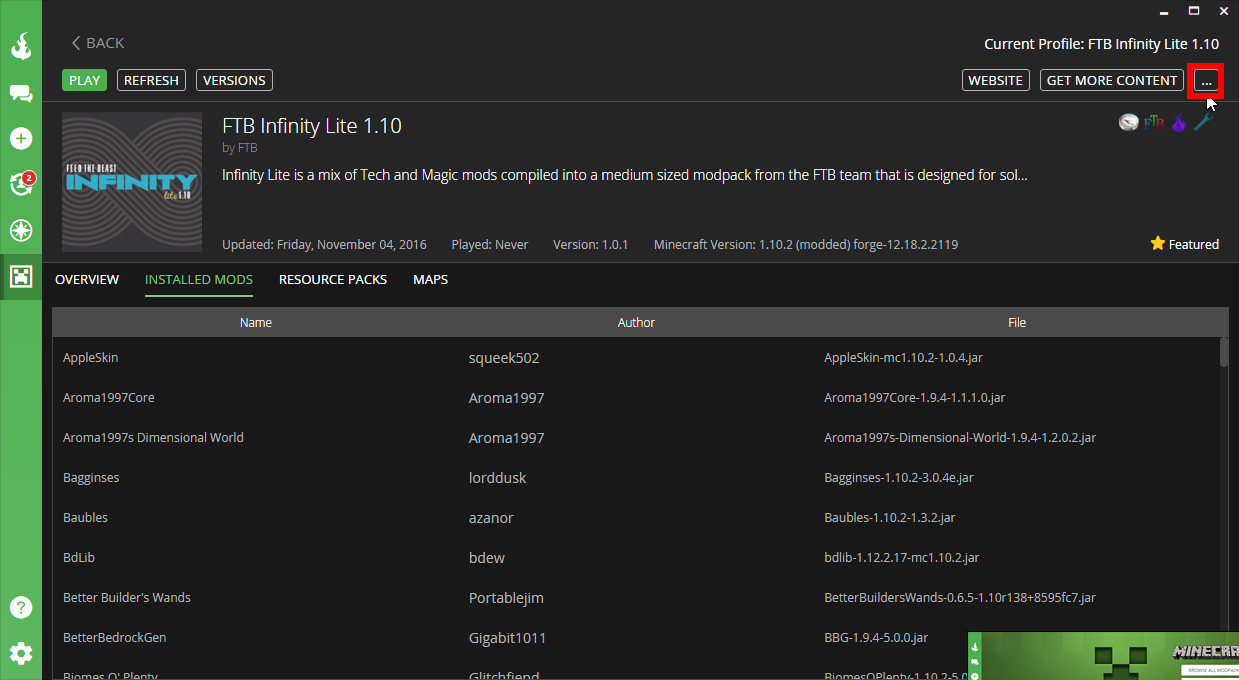 BACK
Current Profile: FTB Infinity Lite 1.10
PLAY REFRESH VERSIONS WEBSITE GET MORE CONTENT ...
FTB Infinity Lite 1.10
by FTB
FTB
FEED THE BEAST
INFINITY
lite 1.10
Infinity Lite is a mix of Tech and Magic mods compiled into a medium sized modpack from the FTB team that is designed for sol...
2
Updated: Friday, November 04, 2016 Played: Never Version: 1.0.1 Minecraft Version: 1.10.2 (modded) forge-12.18.2.2119 Featured
OVERVIEW INSTALLED MODS RESOURCE PACKS MAPS
Name Author File
AppleSkin squeek502 AppleSkin-mc1.10.2-1.0.4.jar
Aroma1997Core Aroma1997 Aroma1997Core-1.9.4-1.1.1.0.jar
Aroma1997s Dimensional World Aroma1997 Aroma1997s-Dimensional-World-1.9.4-1.2.0.2.jar
Bagginses lorddusk Bagginses-1.10.2-3.0.4e.jar
Baubles azanor Baubles-1.10.2-1.3.2.jar
BdLib bdew bdlib-1.12.2.17-mc1.10.2.jar
Better Builder's Wands Portablejim BetterBuildersWands-0.6.5-1.10r138+8595fc7.jar
BetterBedrockGen Gigabit1011 BBG-1.9.4-5.0.0.jar
Biomes O' Plenty Glitchfiend BiomesOPlenty-1.10.2-5.0
?
MINECRA
BROWSE ALL MODPACK